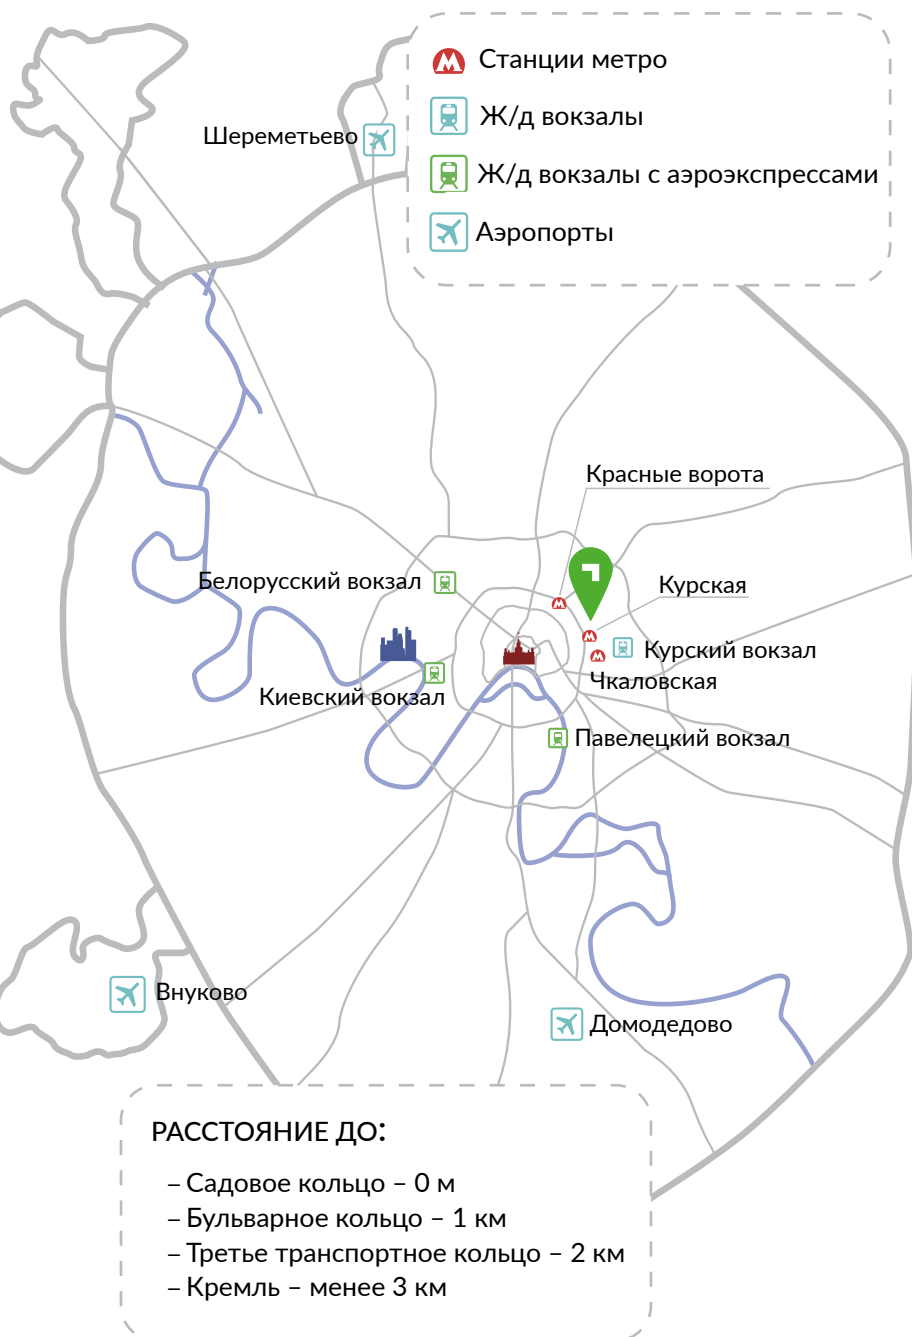 Станции метро
Ж/д вокзалы
Шереметьево
Ж/д вокзалы с аэроэкспрессами
Аэропорты
Красные ворота
Белорусский вокзал
Курская
Курский вокзал
Чкаловская
Киевский вокзал
Павелецкий вокзал
Внуково
Домодедово
РАССТОЯНИЕ ДО:
– Садовое кольцо – 0 м
– Бульварное кольцо – 1 км
– Третье транспортное кольцо – 2 км
– Кремль – менее 3 км